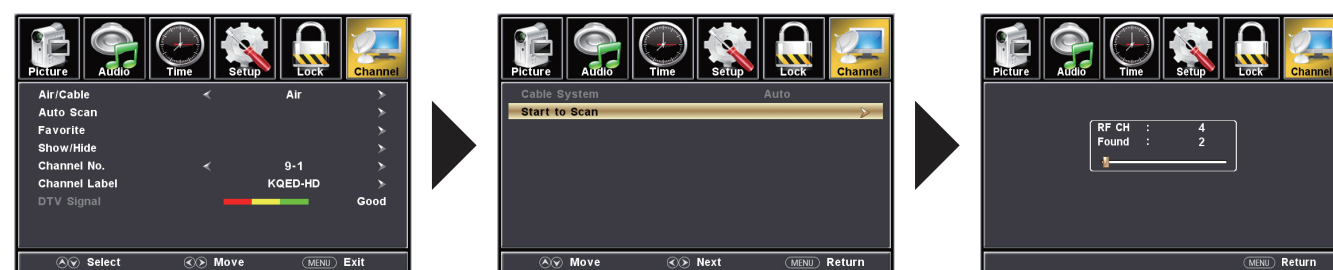 Picture Audio Time Setup Lock Channel
Air/Cable Air
Auto Scan
Favorite
Show/Hide
Channel No. 9-1
Channel Label KQED-HD
DTV Signal Good
Select Move MENU Exit
Picture Audio Time Setup Lock Channel
Cable System Auto
Start to Scan
Move Next MENU Return
Picture Audio Time Setup Lock Channel
RF CH : 4
Found : 2
MENU Return